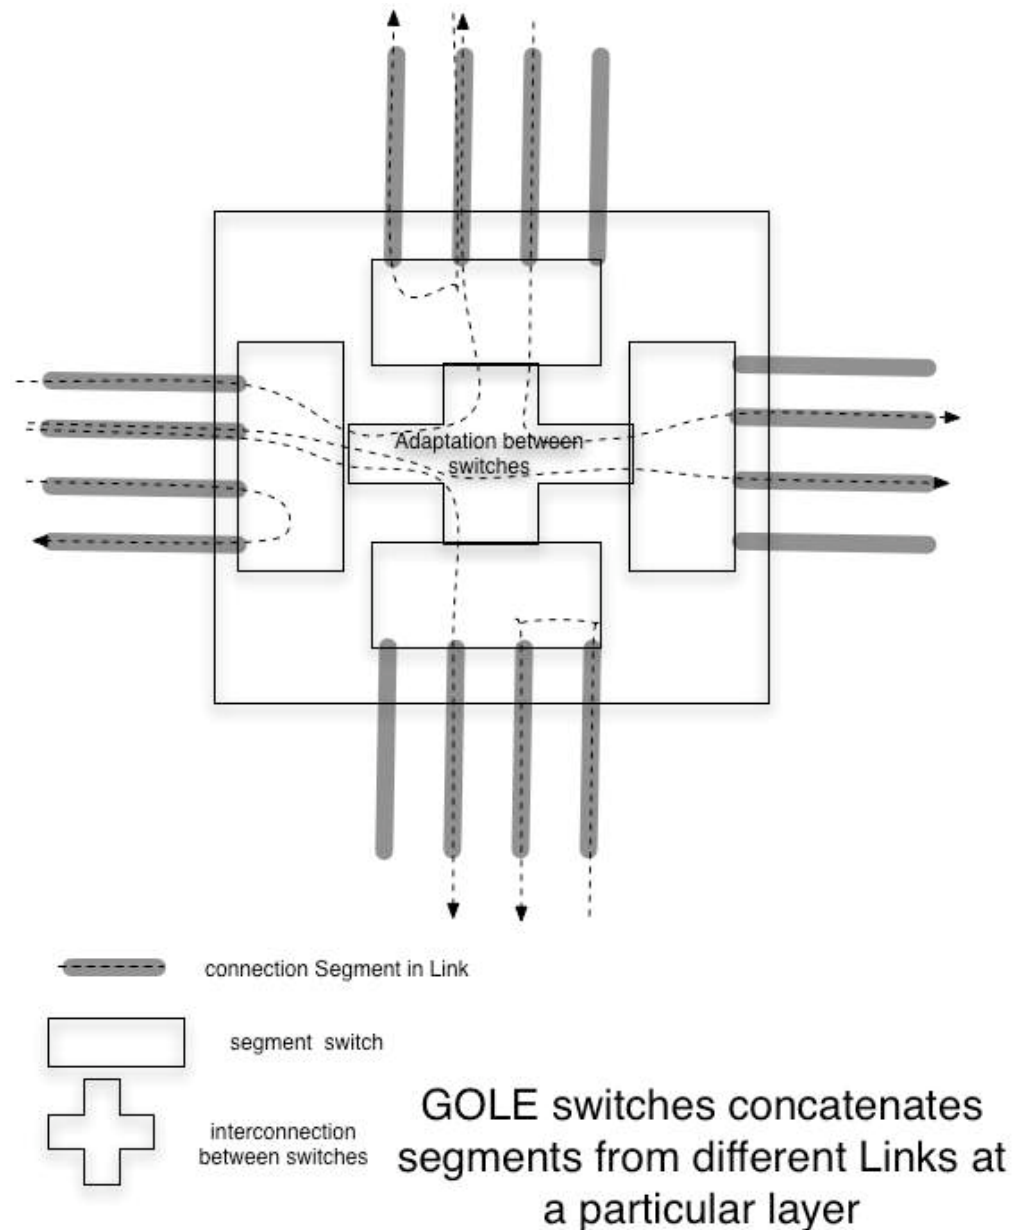 Adaptation between
switches
connection Segment in Link
segment switch
interconnection
between switches
GOLE switches concatenates
segments from different Links at
a particular layer